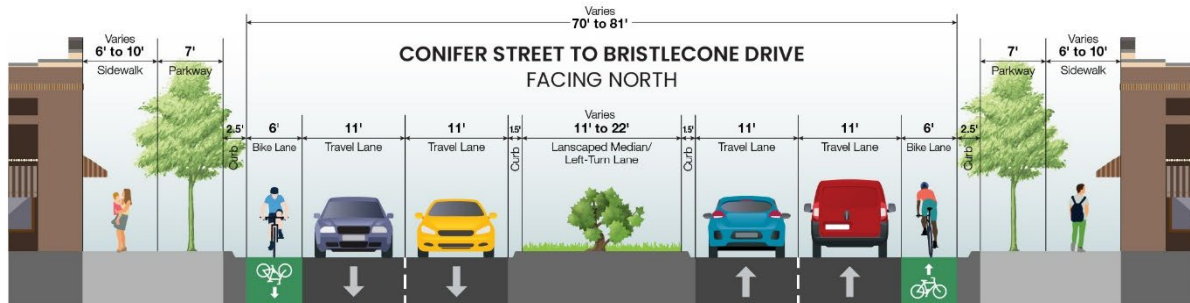 Varies
70' to 81'
CONIFER STREET TO BRISTLECONE DRIVE
FACING NORTH
Varies
6' to 10'
Sidewalk
7'
Parkway
2.5'
Curb
6'
Bike Lane
11'
Travel Lane
11'
Travel Lane
1.5'
Curb
Varies
11' to 22'
Lanscaped Median/
Left-Turn Lane
1.5'
Curb
11'
Travel Lane
11'
Travel Lane
6'
Bike Lane
2.5'
Curb
7'
Parkway
Varies
6' to 10'
Sidewalk